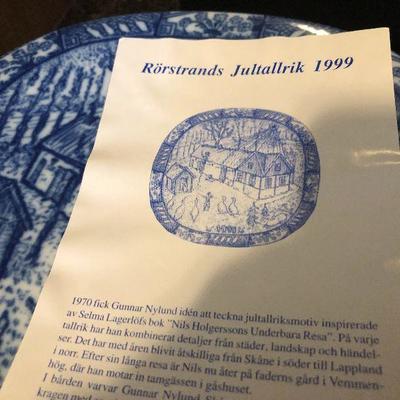 Rörstrands Jultallrik 1999
1970 fick Gunnar Nylund idén att teckna jultallriksmotiv inspirerade
av Selma Lagerlöfs bok "Nils Holgerssons Underbara Resa". På varje
tallrik har han kombinerat detaljer från städer, landskap och händel-
ser. Det har med åren blivit åtskilliga från Skåne i söder till Lappland
i norr. Efter sin långa resa är Nils nu åter på faderns gård i Vemmen-
hög, där han motar in tamgässen i gåshuset.
I bården varvar Gunnar Nylund
kragen med